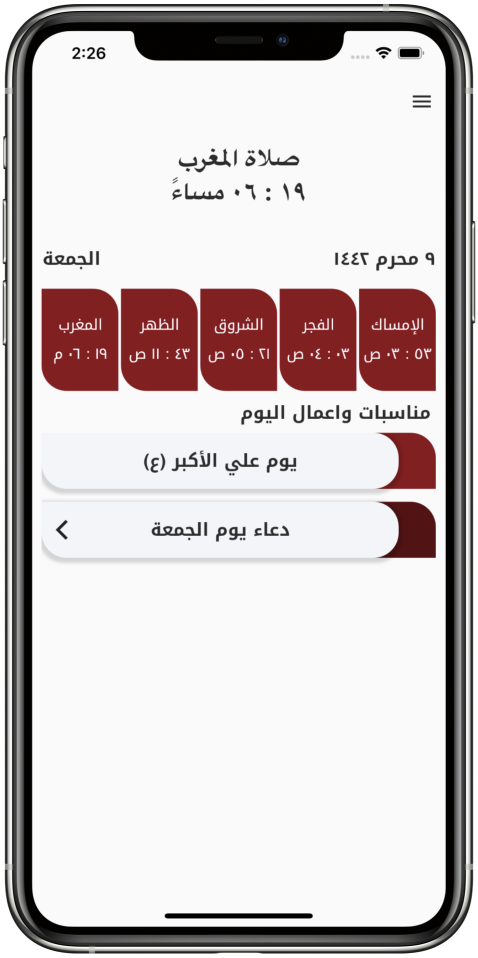 2:26
صلاة المغرب
١٩ : ٠٦ مساءً
٩ محرم ١٤٤٢ الجمعة
الإمساك الفجر الشروق الظهر المغرب
٥٣ : ٠٣ ص ٠٣ : ٠٤ ص ٢١ : ٠٥ ص ٤٣ : ١١ ص ١٩ : ٠٦ م
مناسبات واعمال اليوم
يوم علي الأكبر (ع)
دعاء يوم الجمعة